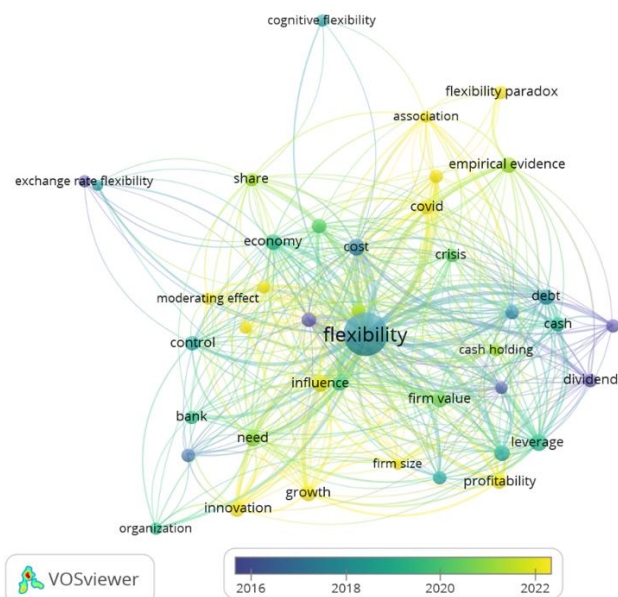 cognitive flexibility
flexibility paradox
association
empirical evidence
exchange rate flexibility
share
covid
economy
cost
crisis
moderating effect
debt
cash
flexibility
control
cash holding
influence
dividend
firm value
bank
need
leverage
firm size
profitability
growth
innovation
organization
VOSviewer
2016 2018 2020 2022